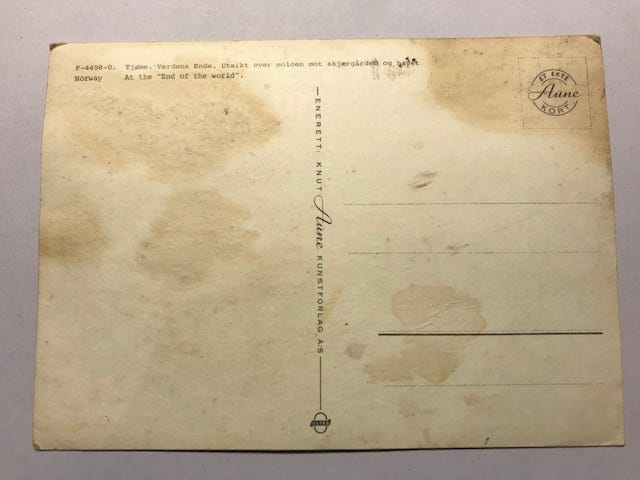 F-4498-0. Tjøme. Verdens Ende. Utsikt over moloen mot skjærgården og havet.
Norway At the "End of the world".
ET EKTE
Aune
KORT
ENERETT: KNUT Aune KUNSTFORLAG A/S